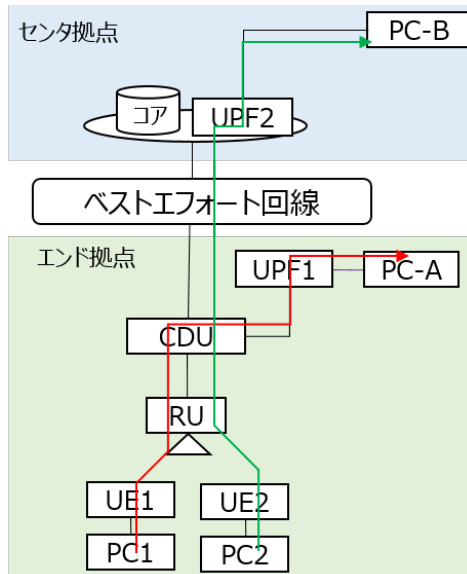 センタ拠点
PC-B
コア
UPF2
ベストエフォート回線
エンド拠点
UPF1
PC-A
CDU
RU
UE1
UE2
PC1
PC2